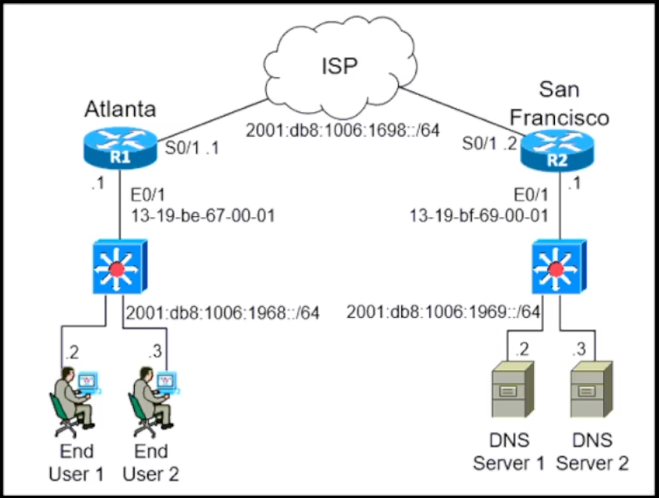 ISP
Atlanta
San
Francisco
2001:db8:1006:1698::/64
R1
S0/1 .1
S0/1 .2
R2
.1
.1
E0/1
13-19-be-67-00-01
E0/1
13-19-bf-69-00-01
2001:db8:1006:1968::/64
2001:db8:1006:1969::/64
.2
.3
.2
.3
End
User 1
End
User 2
DNS
Server 1
DNS
Server 2